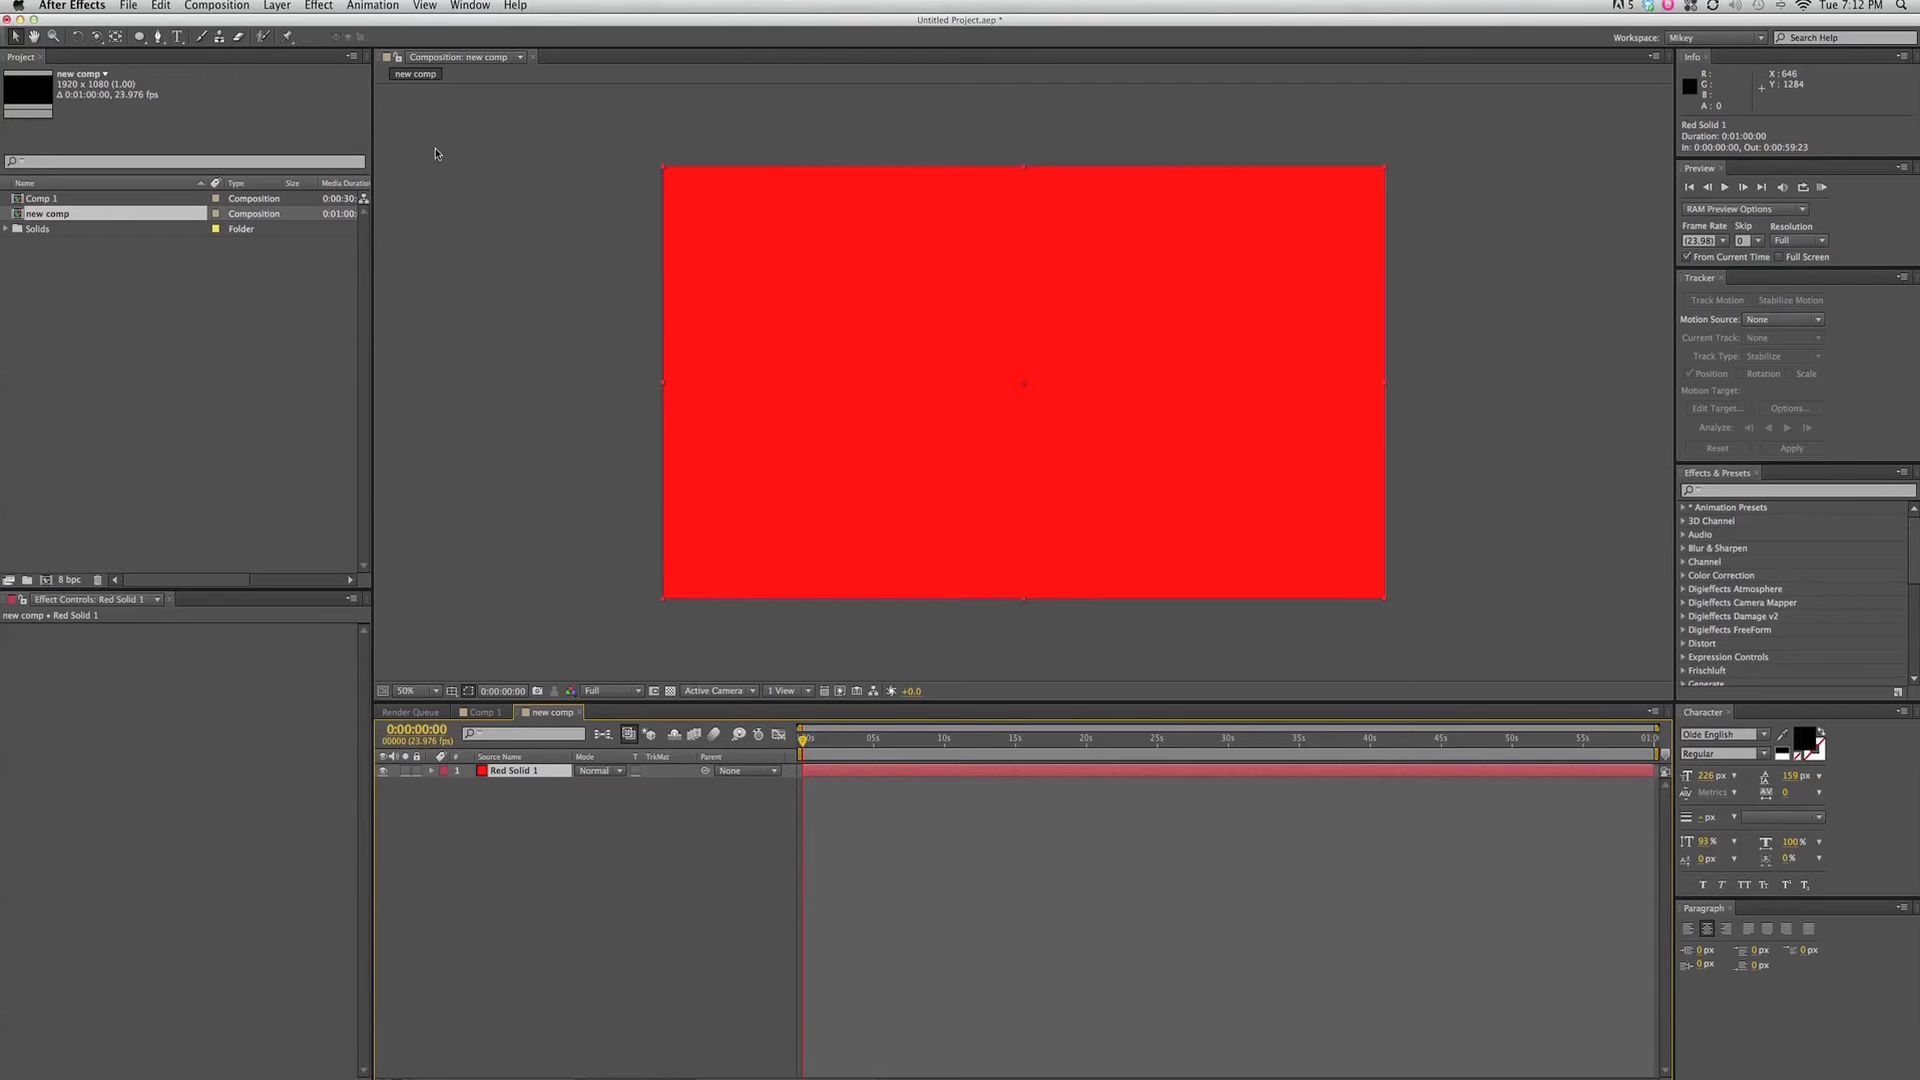 After Effects File Edit Composition Layer Effect Animation View Window Help
5 Tue 7:12 PM
Untitled Project.aep *
Workspace: Mikey Search Help
Project
new comp
1920 x 1080 (1.00)
Δ 0:01:00:00, 23.976 fps
Name Type Size Media Duration
Comp 1 Composition 0:00:30:
new comp Composition 0:01:00:
Solids Folder
8 bpc
Effect Controls: Red Solid 1
new comp • Red Solid 1
Composition: new comp
new comp
50% 0:00:00:00 Full Active Camera 1 View +0.0
Render Queue Comp 1 new comp
0:00:00:00
00000 (23.976 fps)
05s 10s 15s 20s 25s 30s 35s 40s 45s 50s 55s
# Source Name Mode T TrkMat Parent
1 Red Solid 1 Normal None
Info
R :
G :
B :
A : 0
X : 646
Y : 1284
Red Solid 1
Duration: 0:01:00:00
In: 0:00:00:00, Out: 0:00:59:23
Preview
RAM Preview Options
Frame Rate Skip Resolution
(23.98) 0 Full
From Current Time Full Screen
Tracker
Track Motion Stabilize Motion
Motion Source: None
Current Track: None
Track Type: Stabilize
Position Rotation Scale
Motion Target:
Edit Target... Options...
Analyze:
Reset Apply
Effects & Presets
* Animation Presets
3D Channel
Audio
Blur & Sharpen
Channel
Color Correction
Digieffects Atmosphere
Digieffects Camera Mapper
Digieffects Damage v2
Digieffects FreeForm
Distort
Expression Controls
Frischluft
Generate
Character
Olde English
Regular
226 px 159 px
Metrics 0
- px
93 % 100 %
0 px 0 %
T T TT Tт T¹ T₁
Paragraph
0 px 0 px 0 px
0 px 0 px